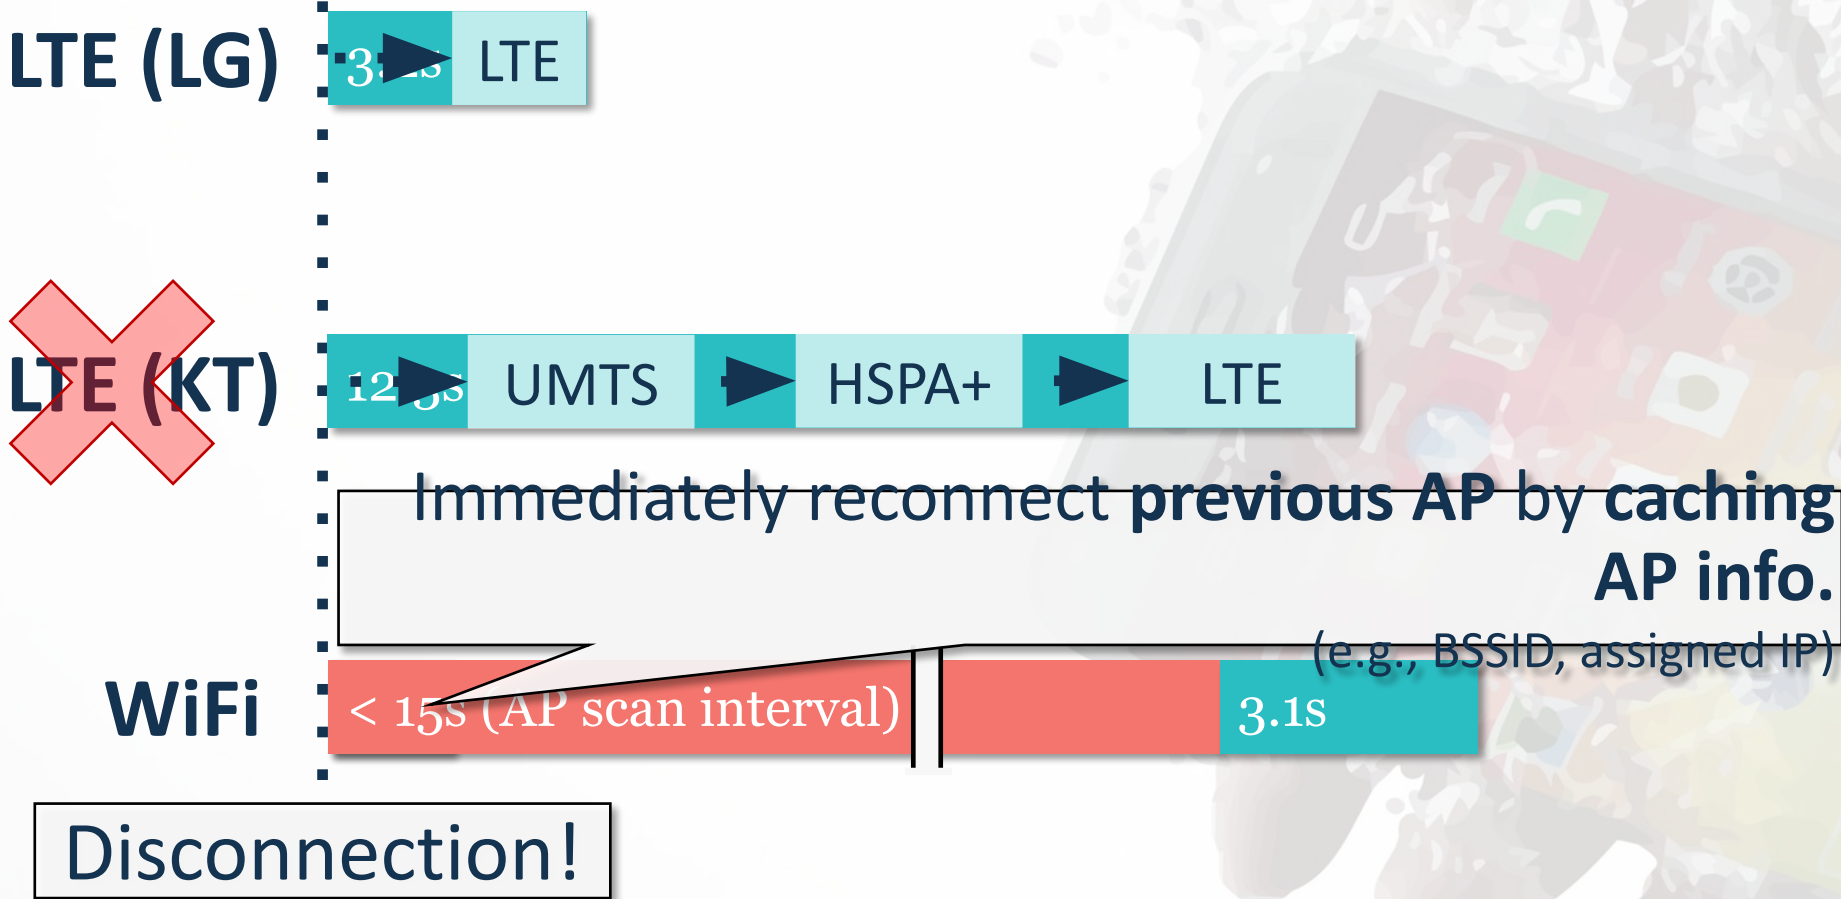 LTE (LG)
LTE
LTE (KT)
UMTS
HSPA+
LTE
Immediately reconnect previous AP by caching
AP info.
(e.g., BSSID, assigned IP)
WiFi
< 15s (AP scan interval)
3.1s
Disconnection!